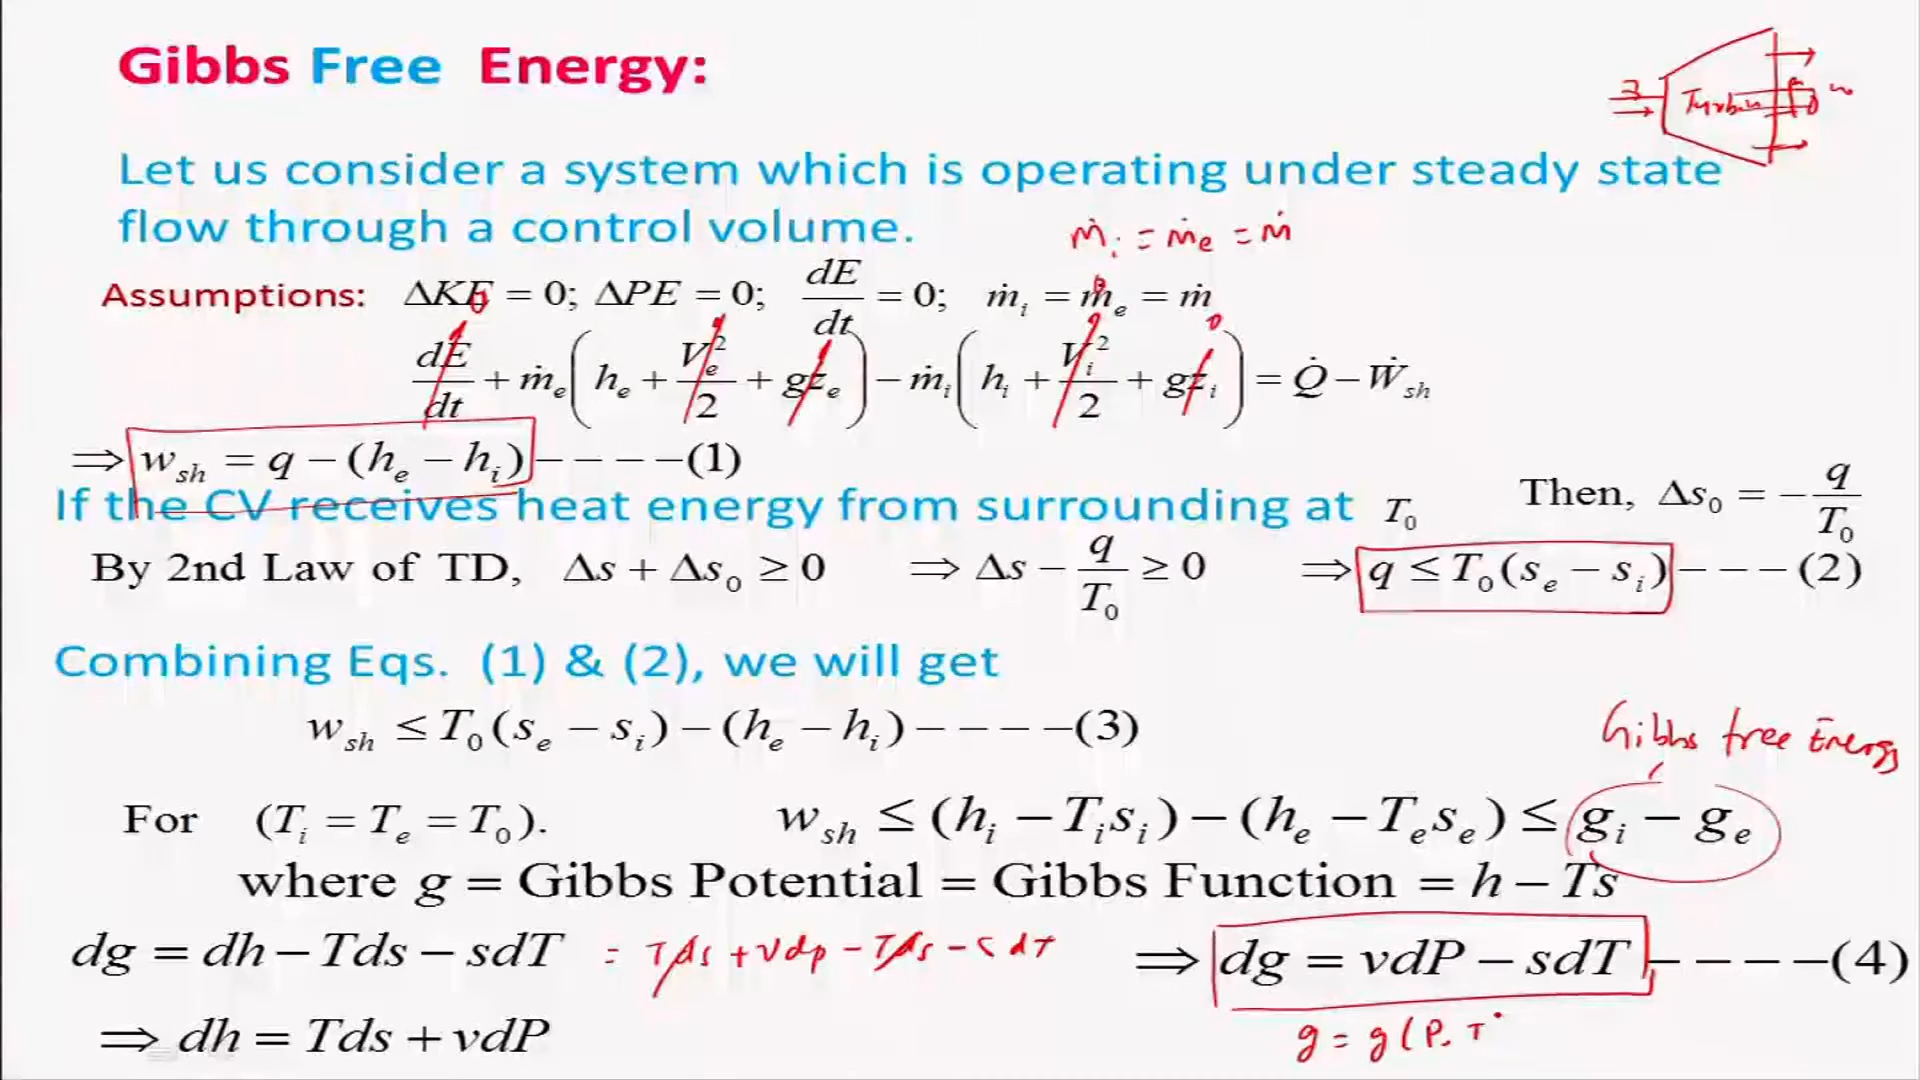 Gibbs Free Energy:
Turbin
Let us consider a system which is operating under steady state
flow through a control volume.
ṁᵢ = ṁₑ = ṁ
Assumptions: ΔKE = 0; ΔPE = 0; dE/dt = 0; ṁᵢ = ṁₑ = ṁ
dE/dt + ṁₑ(hₑ + Vₑ²/2 + gzₑ) − ṁᵢ(hᵢ + Vᵢ²/2 + gzᵢ) = Q̇ − Ẇ_sh
⇒ w_sh = q − (hₑ − hᵢ) − − − − −(1)
If the CV receives heat energy from surrounding at T₀ Then, Δs₀ = − q/T₀
By 2nd Law of TD, Δs + Δs₀ ≥ 0 ⇒ Δs − q/T₀ ≥ 0 ⇒ q ≤ T₀(sₑ − sᵢ) − − − (2)
Combining Eqs. (1) & (2), we will get
w_sh ≤ T₀(sₑ − sᵢ) − (hₑ − hᵢ) − − − −(3)
Gibbs free Energy
For (Tᵢ = Tₑ = T₀). w_sh ≤ (hᵢ − Tᵢsᵢ) − (hₑ − Tₑsₑ) ≤ gᵢ − gₑ
where g = Gibbs Potential = Gibbs Function = h − Ts
dg = dh − Tds − sdT = Tds + vdp − Tds − sdT ⇒ dg = vdP − sdT − − − −(4)
⇒ dh = Tds + vdP
g = g(P, T